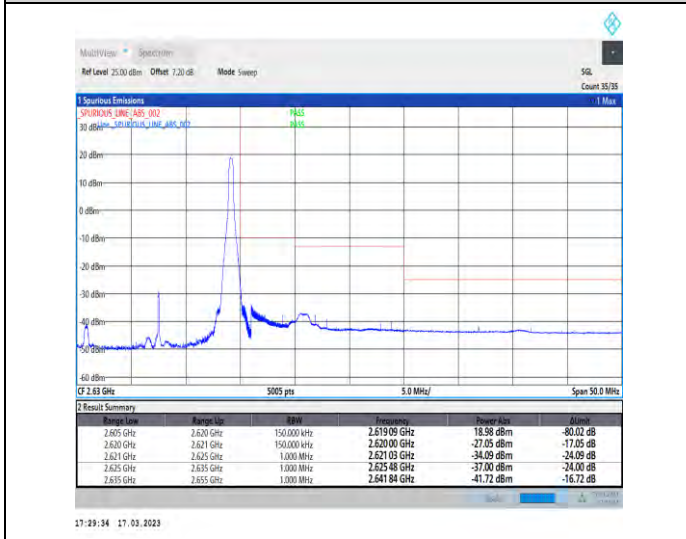 MultiView Spectrum
Ref Level 25.00 dBm Offset 7.20 dB Mode Sweep SGL
Count 35/35
1 Spurious Emissions 1 Max
_SPURIOUS_LINE_ABS_002 PASS
30 dBm Line_SPURIOUS_LINE_ABS_002 PASS
20 dBm
10 dBm
0 dBm
-10 dBm
-20 dBm
-30 dBm
-40 dBm
-50 dBm
-60 dBm
CF 2.63 GHz 5005 pts 5.0 MHz/ Span 50.0 MHz
2 Result Summary
Range Low Range Up RBW Frequency Power Abs ΔLimit
2.605 GHz 2.620 GHz 150.000 kHz 2.619 09 GHz 18.98 dBm -80.02 dB
2.620 GHz 2.621 GHz 150.000 kHz 2.620 00 GHz -27.05 dBm -17.05 dB
2.621 GHz 2.625 GHz 1.000 MHz 2.621 03 GHz -34.09 dBm -24.09 dB
2.625 GHz 2.635 GHz 1.000 MHz 2.625 48 GHz -37.00 dBm -24.00 dB
2.635 GHz 2.655 GHz 1.000 MHz 2.641 84 GHz -41.72 dBm -16.72 dB
17:29:34 17.03.2023